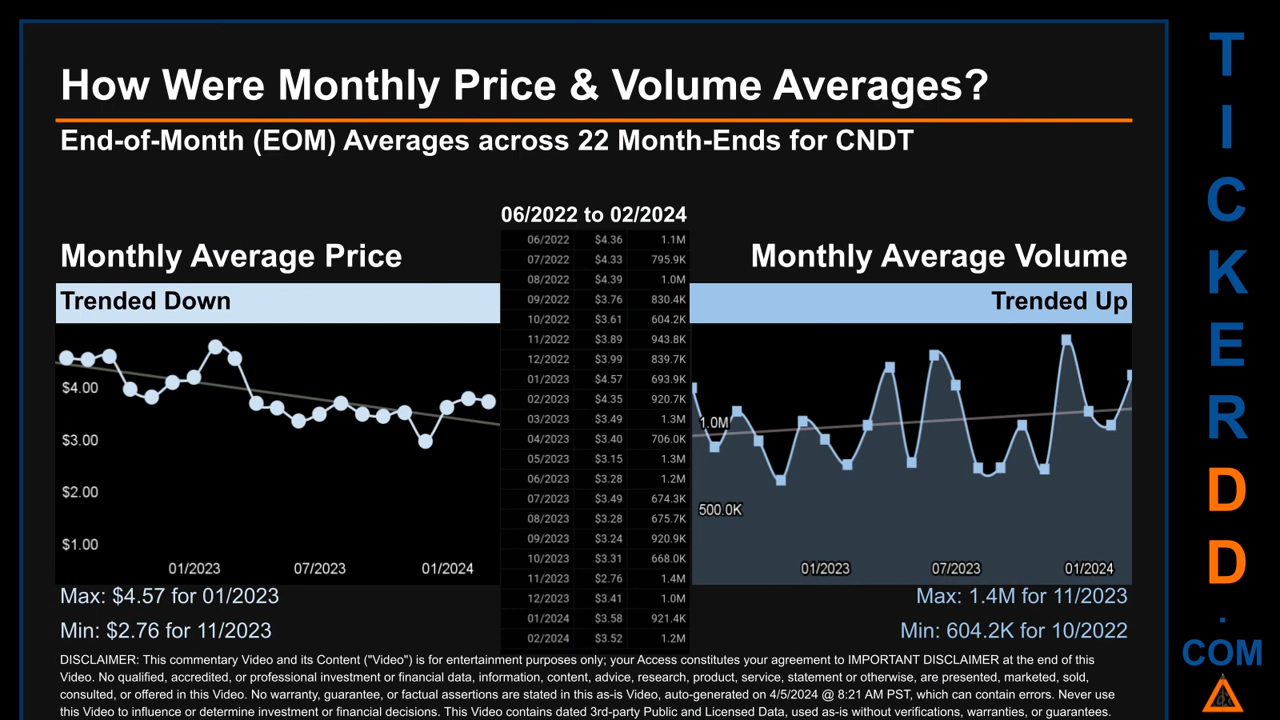 How Were Monthly Price & Volume Averages?
End-of-Month (EOM) Averages across 22 Month-Ends for CNDT
06/2022 to 02/2024
Monthly Average Price
Trended Down
$4.00
$3.00
$2.00
$1.00
01/2023 07/2023 01/2024
Max: $4.57 for 01/2023
Min: $2.76 for 11/2023
06/2022 $4.36 1.1M
07/2022 $4.33 795.9K
08/2022 $4.39 1.0M
09/2022 $3.76 830.4K
10/2022 $3.61 604.2K
11/2022 $3.89 943.8K
12/2022 $3.99 839.7K
01/2023 $4.57 693.9K
02/2023 $4.35 920.7K
03/2023 $3.49 1.3M
04/2023 $3.40 706.0K
05/2023 $3.15 1.3M
06/2023 $3.28 1.2M
07/2023 $3.49 674.3K
08/2023 $3.28 675.7K
09/2023 $3.24 920.9K
10/2023 $3.31 668.0K
11/2023 $2.76 1.4M
12/2023 $3.41 1.0M
01/2024 $3.58 921.4K
02/2024 $3.52 1.2M
Monthly Average Volume
Trended Up
1.0M
500.0K
01/2023 07/2023 01/2024
Max: 1.4M for 11/2023
Min: 604.2K for 10/2022
DISCLAIMER: This commentary Video and its Content ("Video") is for entertainment purposes only; your Access constitutes your agreement to IMPORTANT DISCLAIMER at the end of this
Video. No qualified, accredited, or professional investment or financial data, information, content, advice, research, product, service, statement or otherwise, are presented, marketed, sold,
consulted, or offered in this Video. No warranty, guarantee, or factual assertions are stated in this as-is Video, auto-generated on 4/5/2024 @ 8:21 AM PST, which can contain errors. Never use
this Video to influence or determine investment or financial decisions. This Video contains dated 3rd-party Public and Licensed Data, used as-is without verifications, warranties, or guarantees.
T
I
C
K
E
R
D
D
.
COM